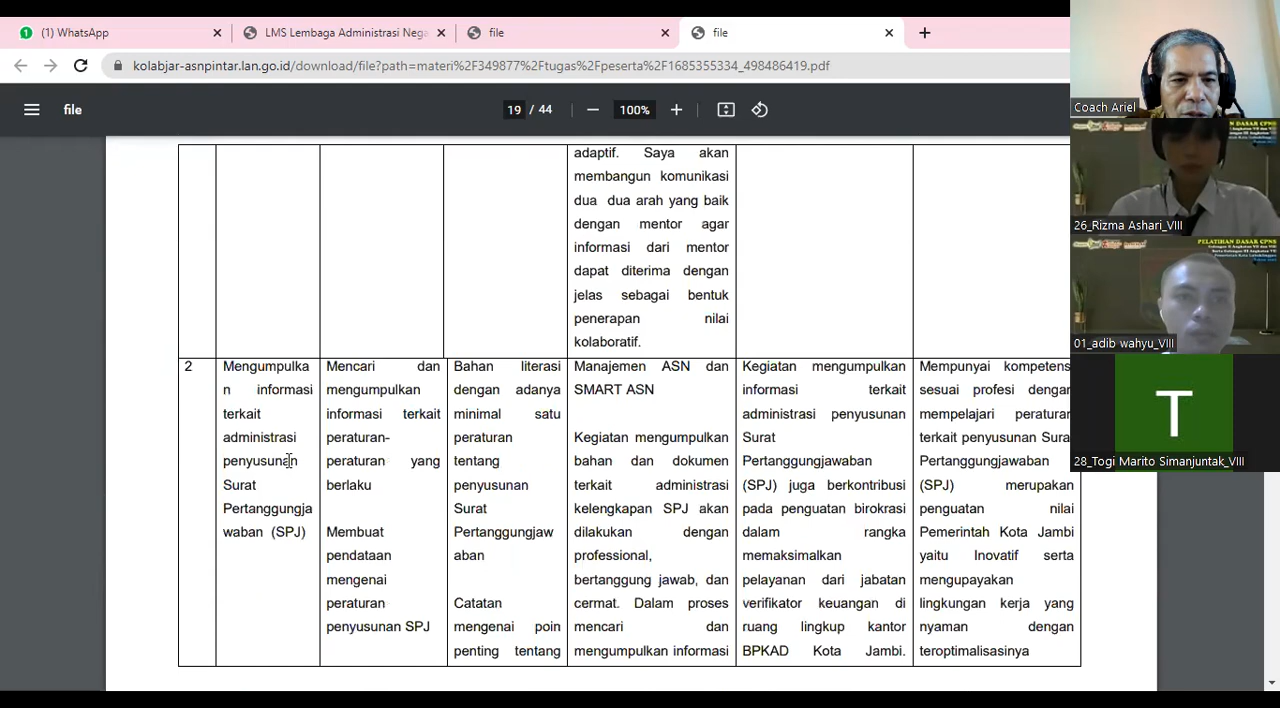 (1) WhatsApp
LMS Lembaga Administrasi Nega
file
file
kolabjar-asnpintar.lan.go.id/download/file?path=materi%2F349877%2Ftugas%2Fpeserta%2F1685355334_498486419.pdf
file
19 / 44
100%
adaptif. Saya akan
membangun komunikasi
dua dua arah yang baik
dengan mentor agar
informasi dari mentor
dapat diterima dengan
jelas sebagai bentuk
penerapan nilai
kolaboratif.
2
Mengumpulka
n informasi
terkait
administrasi
penyusunan
Surat
Pertanggungja
waban (SPJ)
Mencari dan
mengumpulkan
informasi terkait
peraturan-
peraturan yang
berlaku
Membuat
pendataan
mengenai
peraturan
penyusunan SPJ
Bahan literasi
dengan adanya
minimal satu
peraturan
tentang
penyusunan
Surat
Pertanggungjaw
aban
Catatan
mengenai poin
penting tentang
Manajemen ASN dan
SMART ASN
Kegiatan mengumpulkan
bahan dan dokumen
terkait administrasi
kelengkapan SPJ akan
dilakukan dengan
professional,
bertanggung jawab, dan
cermat. Dalam proses
mencari dan
mengumpulkan informasi
Kegiatan mengumpulkan
informasi terkait
administrasi penyusunan
Surat
Pertanggungjawaban
(SPJ) juga berkontribusi
pada penguatan birokrasi
dalam rangka
memaksimalkan
pelayanan dari jabatan
verifikator keuangan di
ruang lingkup kantor
BPKAD Kota Jambi.
Mempunyai kompetens
sesuai profesi dengan
mempelajari peraturan
terkait penyusunan Sura
Pertanggungjawaban
(SPJ) merupakan
penguatan nilai
Pemerintah Kota Jambi
yaitu Inovatif serta
mengupayakan
lingkungan kerja yang
nyaman dengan
teroptimalisasinya
Coach Ariel
26_Rizma Ashari_VIII
PELATIHAN DASAR CPNS
01_adib wahyu_VIII
T
28_Togi Marito Simanjuntak_VIII